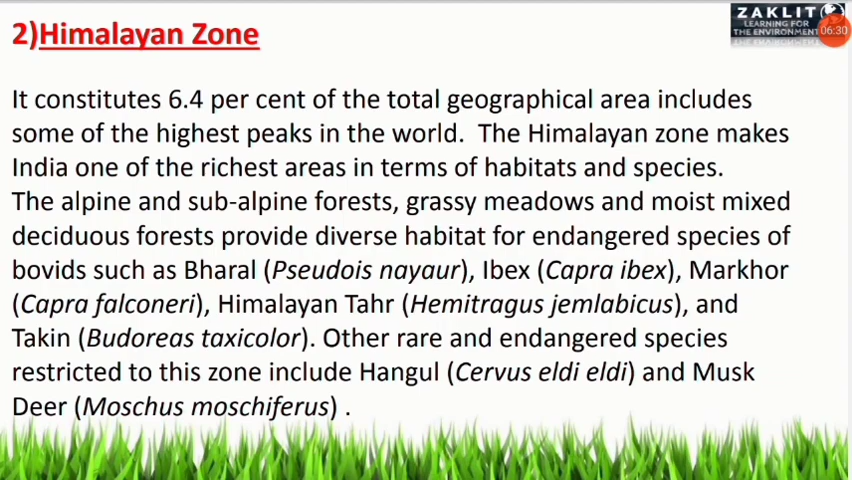 ZAKLIT
LEARNING FOR
THE ENVIRONMENT
06:30
2)Himalayan Zone
It constitutes 6.4 per cent of the total geographical area includes
some of the highest peaks in the world.  The Himalayan zone makes
India one of the richest areas in terms of habitats and species.
The alpine and sub-alpine forests, grassy meadows and moist mixed
deciduous forests provide diverse habitat for endangered species of
bovids such as Bharal (Pseudois nayaur), Ibex (Capra ibex), Markhor
(Capra falconeri), Himalayan Tahr (Hemitragus jemlabicus), and
Takin (Budoreas taxicolor). Other rare and endangered species
restricted to this zone include Hangul (Cervus eldi eldi) and Musk
Deer (Moschus moschiferus) .